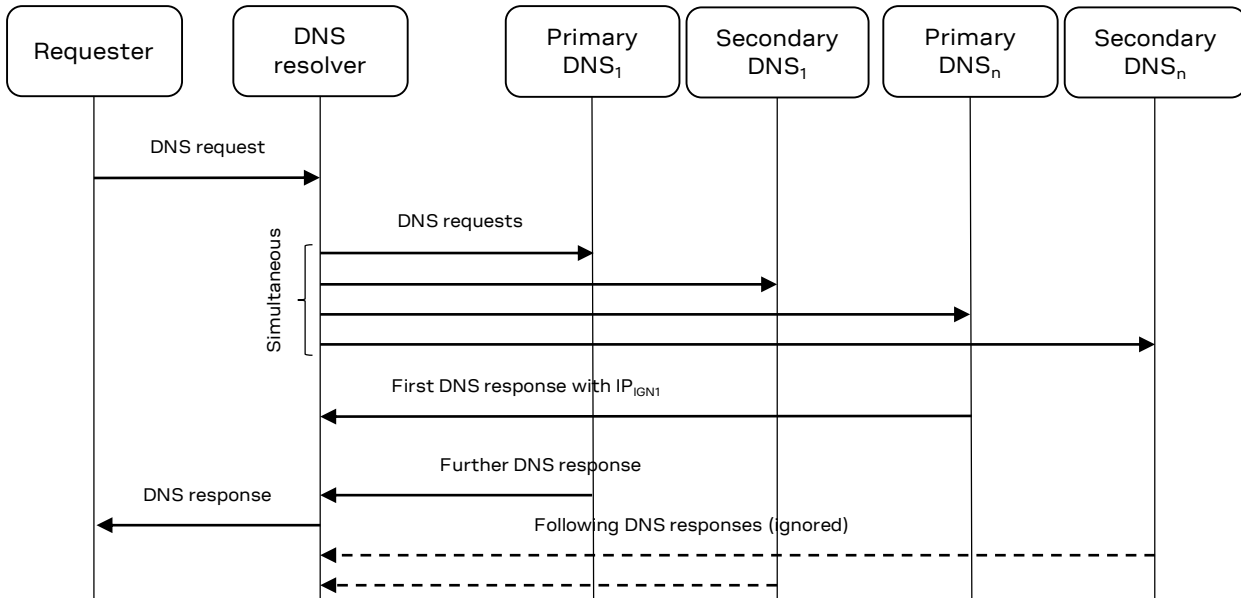 Requester
DNS
resolver
Primary
DNS₁
Secondary
DNS₁
Primary
DNSₙ
Secondary
DNSₙ
DNS request
DNS requests
Simultaneous
First DNS response with IP_IGN1
Further DNS response
DNS response
Following DNS responses (ignored)